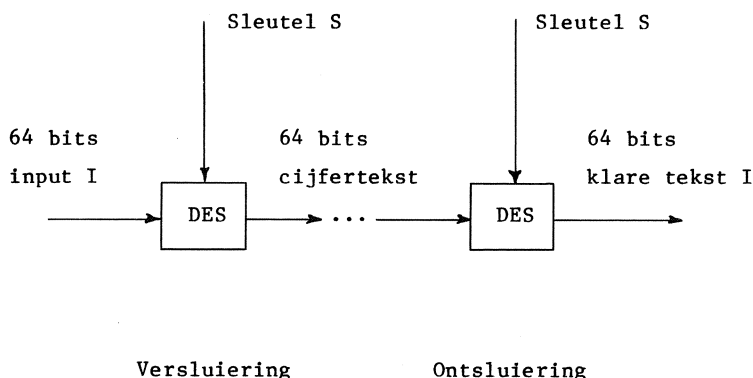 Sleutel S
Sleutel S
64 bits
input I
64 bits
cijfertekst
64 bits
klare tekst I
DES
...
DES
Versluiering
Ontsluiering